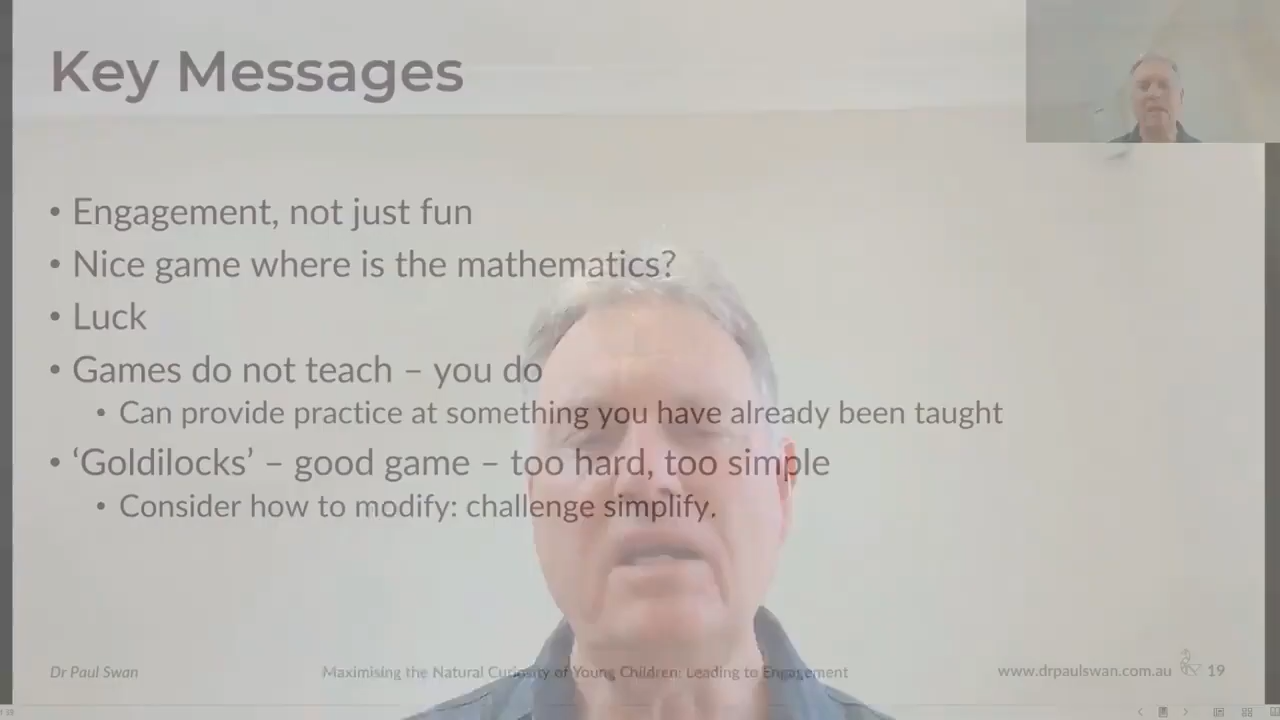 Key Messages
• Engagement, not just fun
• Nice game where is the mathematics?
• Luck
• Games do not teach – you do
• Can provide practice at something you have already been taught
• ‘Goldilocks’ – good game – too hard, too simple
• Consider how to modify: challenge simplify.
Dr Paul Swan Maximising the Natural Curiosity of Young Children: Leading to Engagement www.drpaulswan.com.au 19